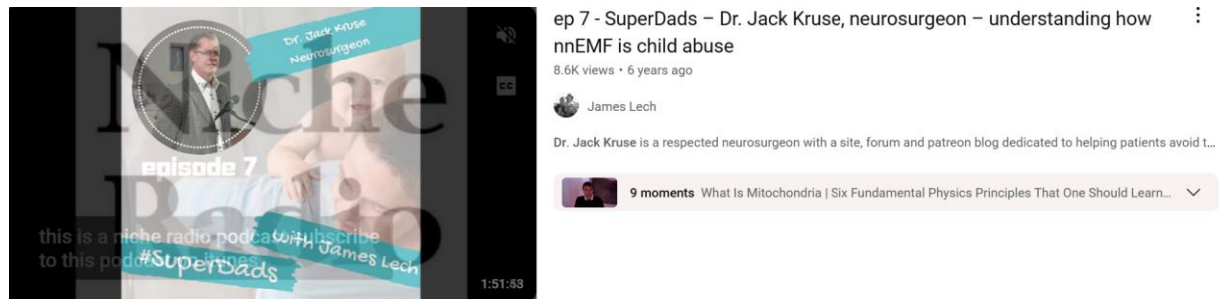 Dr. Jack Kruse
Neurosurgeon
Niche
episode 7
Radio
this is a niche radio podcast subscribe
to this podcast on itunes
with James Lech
#SuperDads
CC
1:51:53
ep 7 - SuperDads – Dr. Jack Kruse, neurosurgeon – understanding how
nnEMF is child abuse
8.6K views • 6 years ago
James Lech
Dr. Jack Kruse is a respected neurosurgeon with a site, forum and patreon blog dedicated to helping patients avoid t...
9 moments What Is Mitochondria | Six Fundamental Physics Principles That One Should Learn...